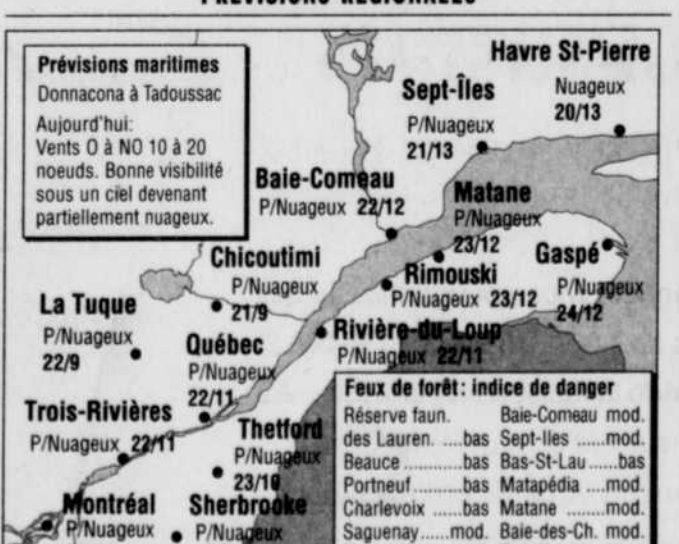 PRÉVISIONS RÉGIONALES
Prévisions maritimes
Donnacona à Tadoussac
Aujourd'hui:
Vents O à NO 10 à 20
noeuds. Bonne visibilité
sous un ciel devenant
partiellement nuageux.
Havre St-Pierre
Nuageux
20/13
Sept-Îles
P/Nuageux
21/13
Baie-Comeau
P/Nuageux 22/12
Matane
P/Nuageux
23/12
Gaspé
P/Nuageux
24/12
Chicoutimi
P/Nuageux
21/9
Rimouski
P/Nuageux 23/12
La Tuque
P/Nuageux
22/9
Québec
P/Nuageux
22/11
Rivière-du-Loup
P/Nuageux 22/11
Trois-Rivières
P/Nuageux 22/11
Thetford
P/Nuageux
23/10
Montréal
P/Nuageux
Sherbrooke
P/Nuageux
Feux de forêt: indice de danger
Réserve faun.
des Lauren. ....bas
Beauce ............bas
Portneuf ...........bas
Charlevoix .....bas
Saguenay......mod.
Baie-Comeau mod.
Sept-Iles ......mod.
Bas-St-Lau .....bas
Matapédia ....mod.
Matane ......mod.
Baie-des-Ch. mod.